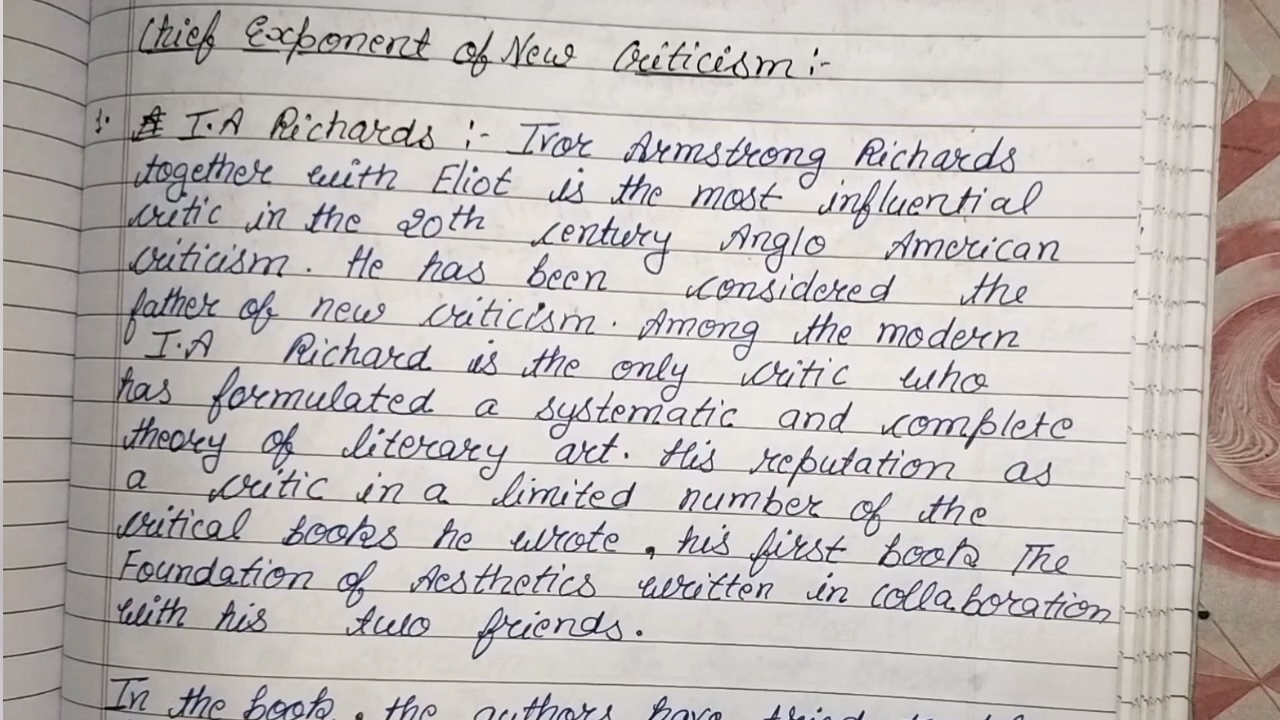 Chief Exponent of New Criticism :-
1. I.A Richards :- Ivor Armstrong Richards
together with Eliot is the most influential
critic in the 20th century Anglo American
criticism. He has been considered the
father of new criticism. Among the modern
I.A Richard is the only critic who
has formulated a systematic and complete
theory of literary art. His reputation as
a critic in a limited number of the
critical books he wrote, his first book The
Foundation of Aesthetics written in collaboration
with his two friends.
In the book, the authors have tried